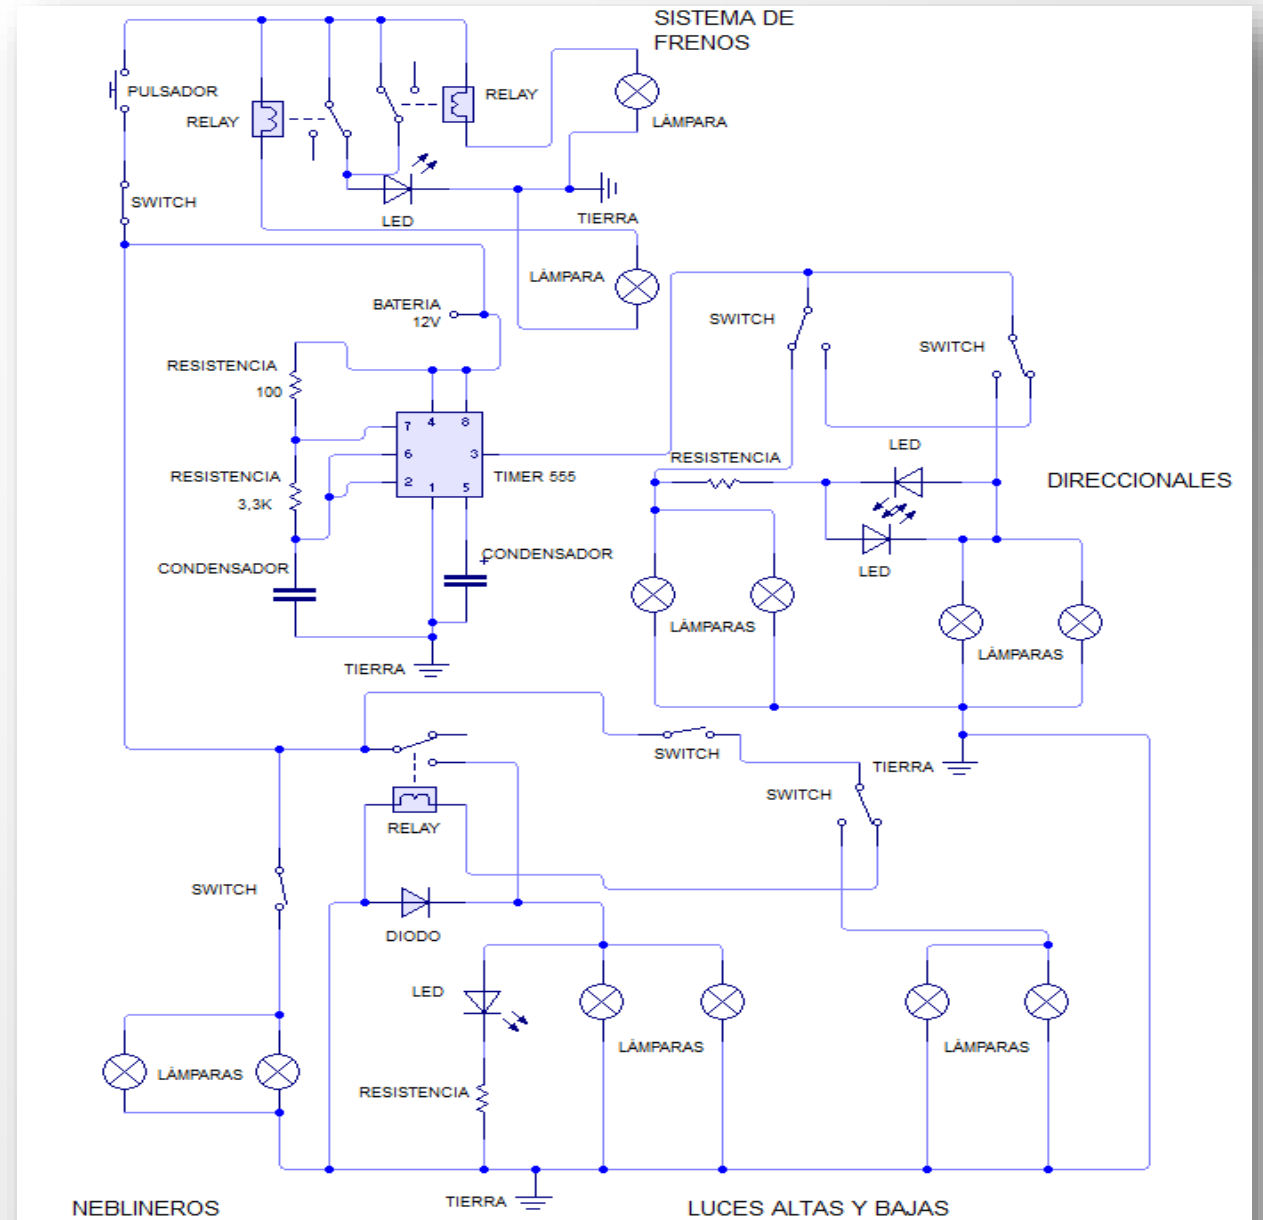 SISTEMA DE
FRENOS
PULSADOR
RELAY
RELAY
LÁMPARA
SWITCH
LED
TIERRA
LÁMPARA
BATERIA
12V
SWITCH
SWITCH
RESISTENCIA
100
7
4
8
6
3
2
1
5
TIMER 555
RESISTENCIA
3,3K
RESISTENCIA
LED
DIRECCIONALES
CONDENSADOR
+
CONDENSADOR
LED
LÁMPARAS
LÁMPARAS
TIERRA
SWITCH
TIERRA
SWITCH
RELAY
SWITCH
DIODO
LED
LÁMPARAS
LÁMPARAS
LÁMPARAS
RESISTENCIA
TIERRA
NEBLINEROS
LUCES ALTAS Y BAJAS